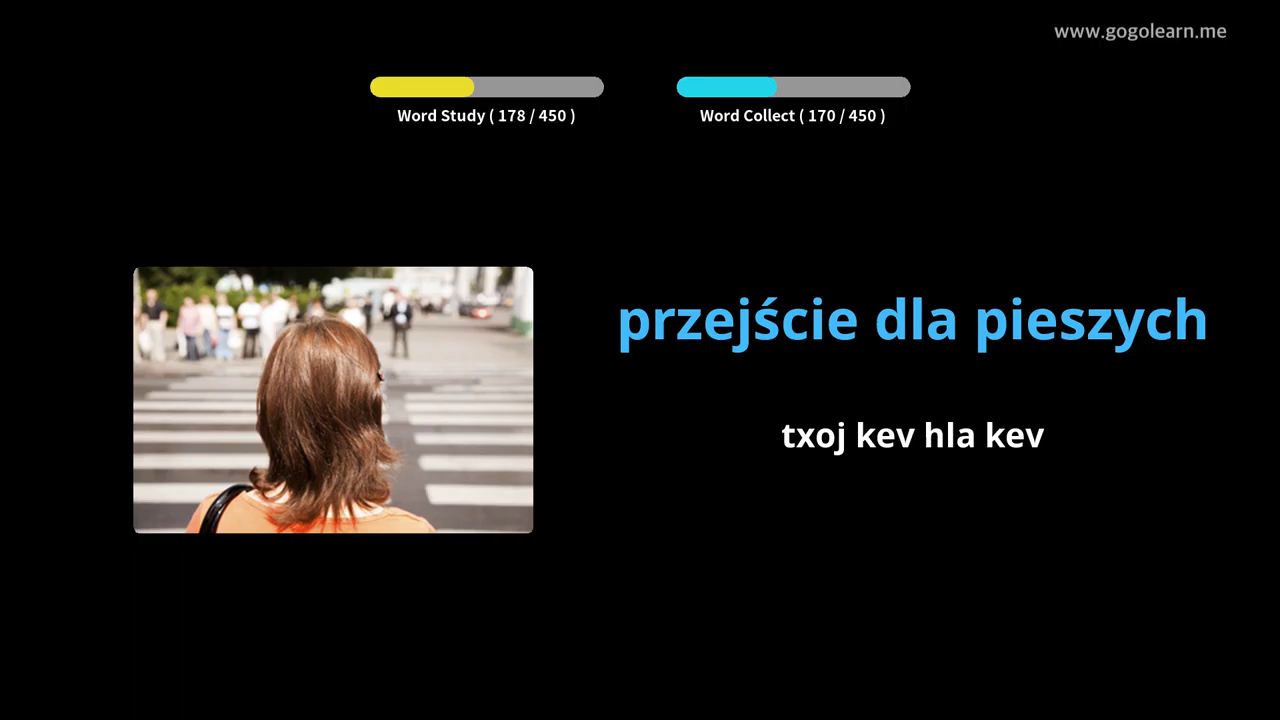 www.gogolearn.me
Word Study ( 178 / 450 )
Word Collect ( 170 / 450 )
przejście dla pieszych
txoj kev hla kev